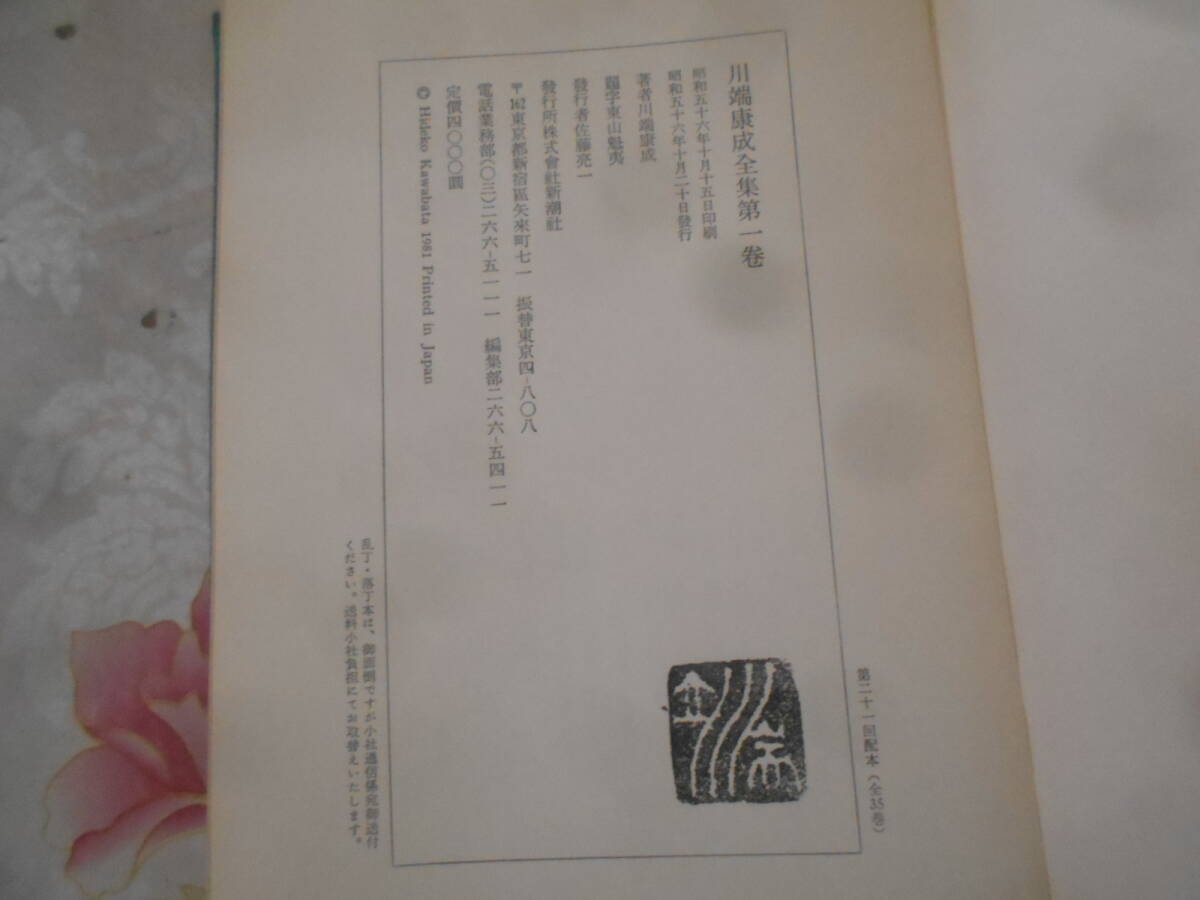 川端康成全集第一卷
昭和五十六年十月十五日印刷
昭和五十六年十月二十日發行
著者川端康成
題字東山魁夷
發行者佐藤亮一
發行所株式會社新潮社
〒162東京都新宿區矢來町七一　振替東京四-八〇八
電話業務部(〇三)二六六-五一一一　編集部二六六-五四一一
定價四〇〇〇圓
© Hideko Kawabata 1981 Printed in Japan
乱丁・落丁本は、御面倒ですが小社通信係宛御送付
ください。送料小社負担にてお取替えいたします。
第二十一回配本（全35巻）